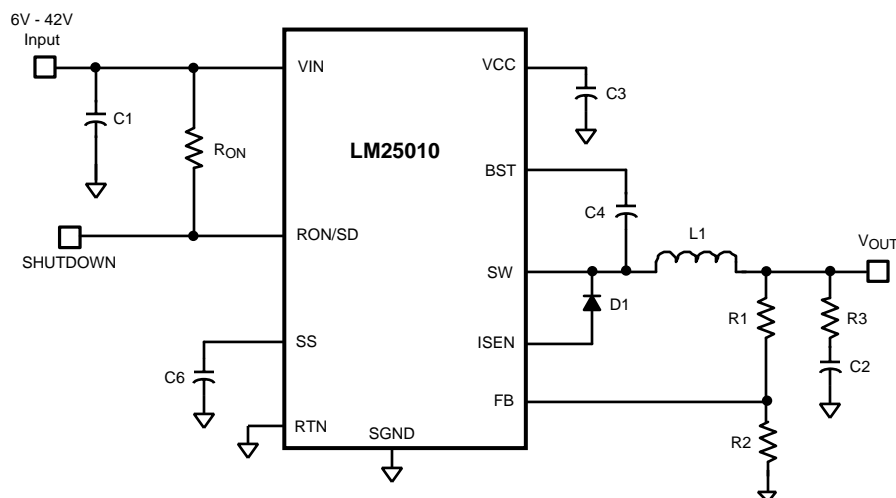 6V - 42V
Input
VIN
VCC
C3
C1
RON
LM25010
BST
C4
L1
SHUTDOWN
RON/SD
SW
VOUT
D1
R1
R3
ISEN
C2
SS
C6
FB
RTN
SGND
R2